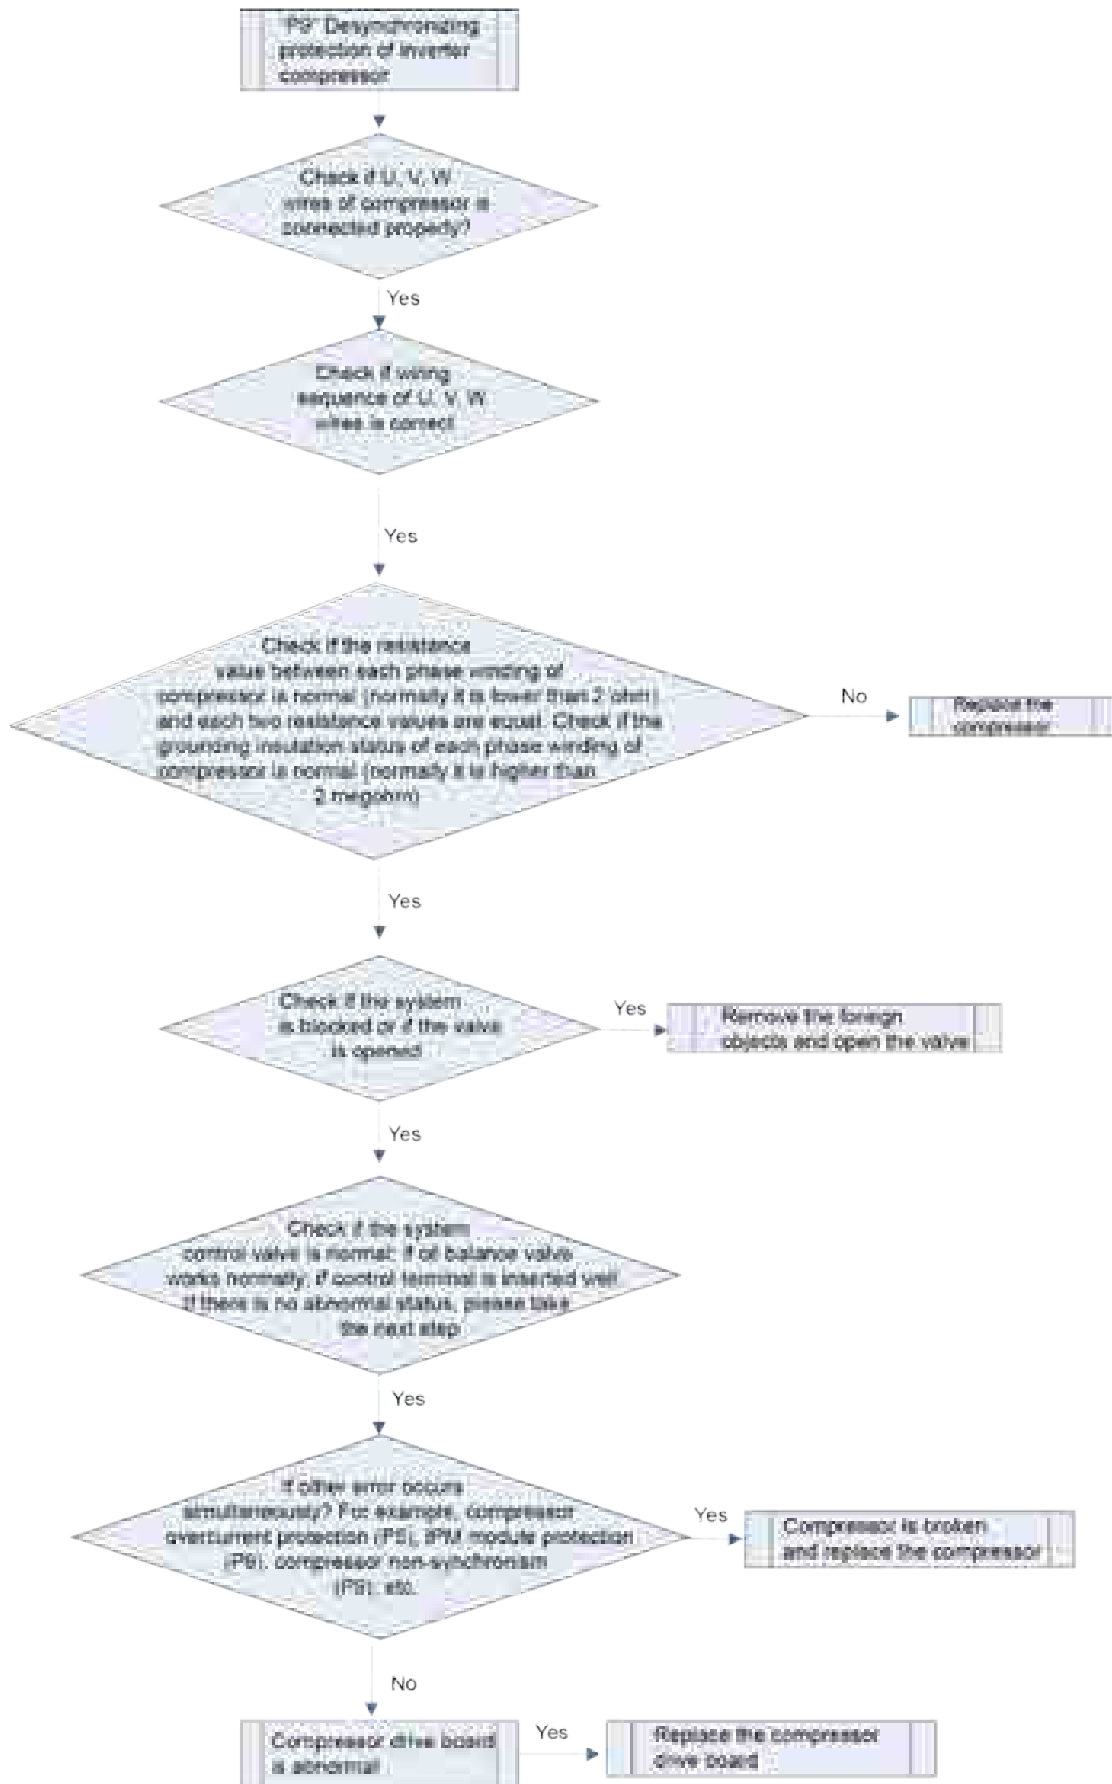 "P9" Desynchronizing
protection of inverter
compressor
Check if U, V, W
wires of compressor is
connected properly?
Yes
Check if wiring
sequence of U, V, W
wires is correct
Yes
Check if the resistance
value between each phase winding of
compressor is normal (normally it is lower than 2 ohm)
and each two resistance values are equal. Check if the
grounding insulation status of each phase winding of
compressor is normal (normally it is higher than
2 megohm)
No
Replace the
compressor
Yes
Check if the system
is blocked or if the valve
is opened
Yes
Remove the foreign
objects and open the valve
Yes
Check if the system
control valve is normal: if oil balance valve
works normally, if control terminal is inserted well
If there is no abnormal status, please take
the next step
Yes
If other error occurs
simultaneously? For example, compressor
overcurrent protection (P5), IPM module protection
compressor non-synchronism
(P9), etc.
Yes
Compressor is broken
and replace the compressor
No
Compressor drive board
is abnormal
Yes
Replace the compressor
drive board